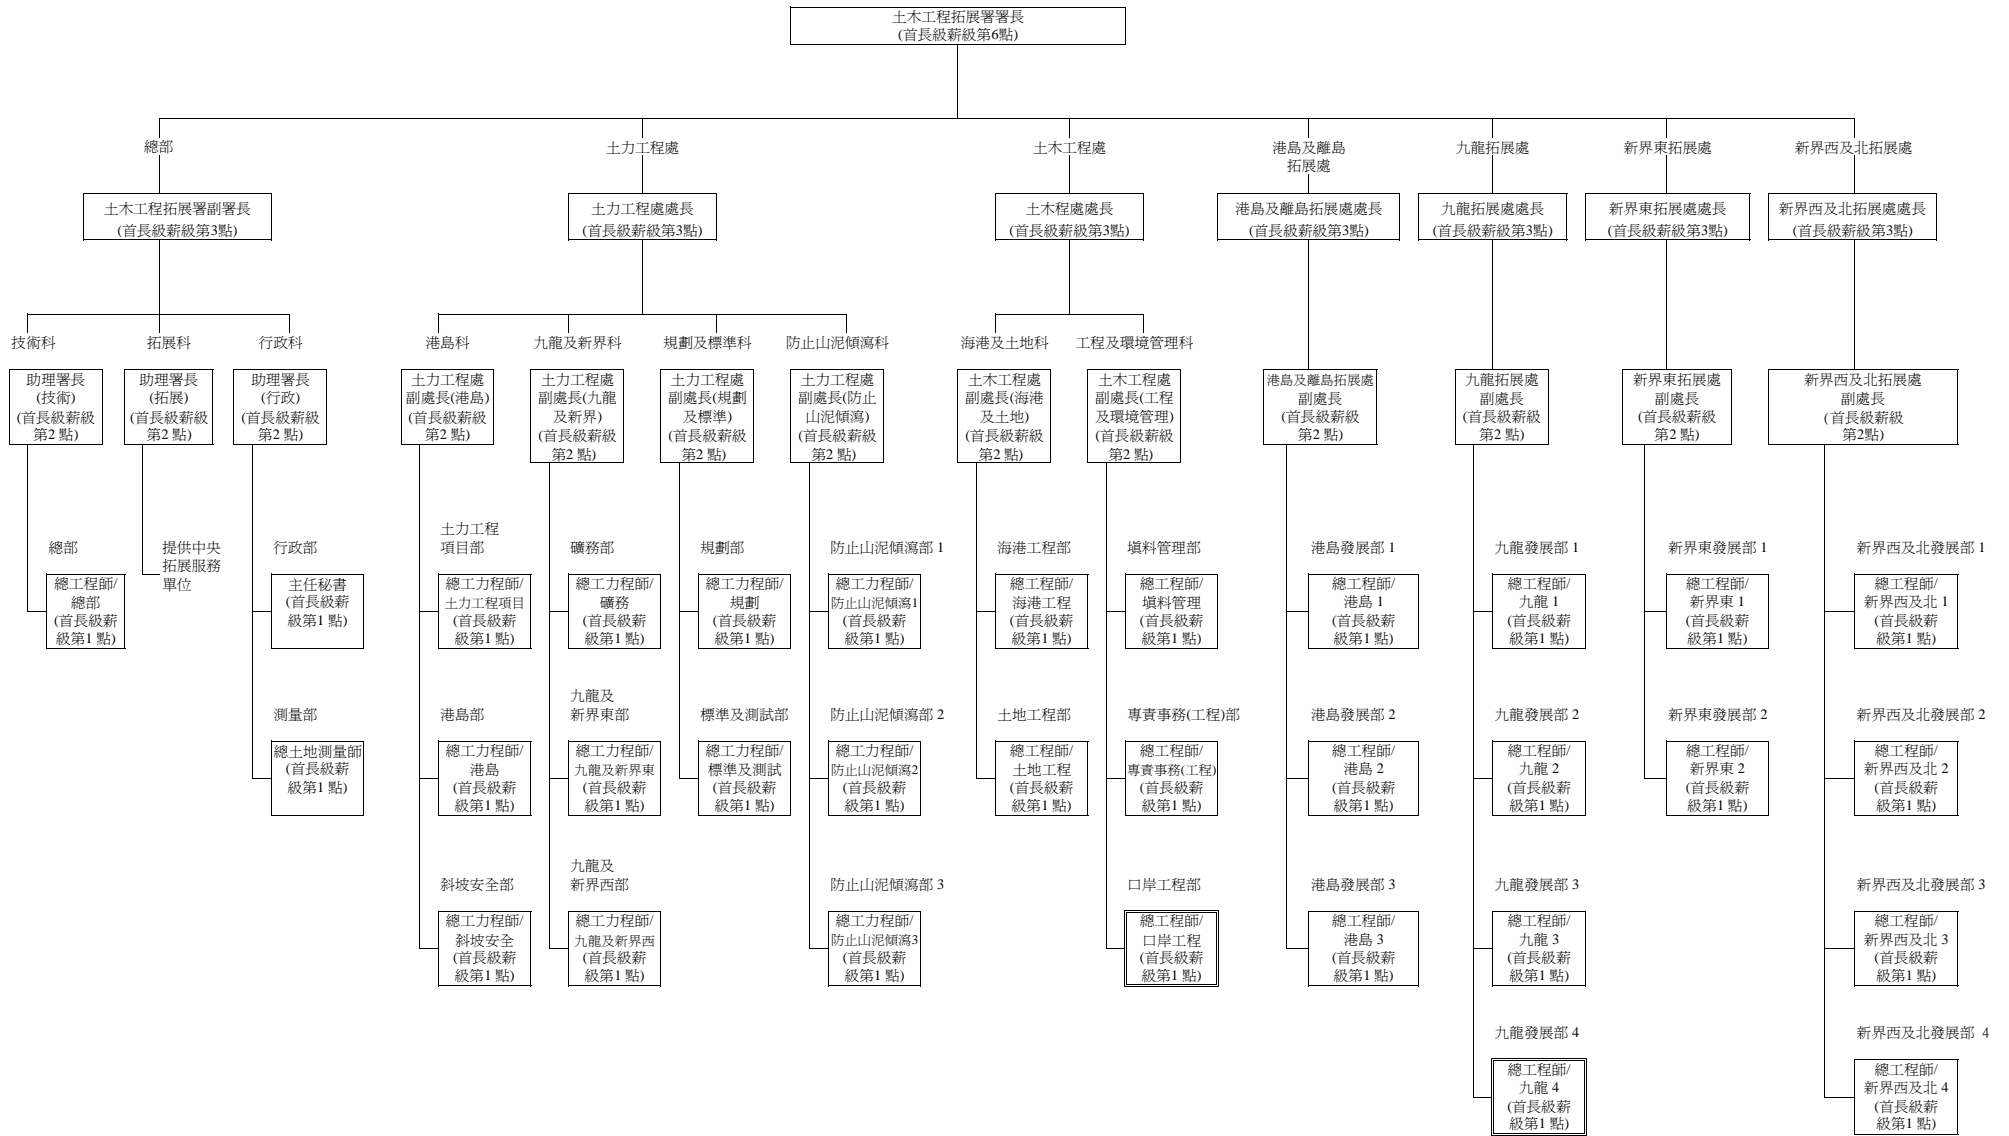 土木工程拓展署署長
(首長級薪級第6點)
總部
土力工程處
土木工程處
港島及離島
拓展處
九龍拓展處
新界東拓展處
新界西及北拓展處
土木工程拓展署副署長
(首長級薪級第3點)
土力工程處處長
(首長級薪級第3點)
土木程處處長
(首長級薪級第3點)
港島及離島拓展處處長
(首長級薪級第3點)
九龍拓展處處長
(首長級薪級第3點)
新界東拓展處處長
(首長級薪級第3點)
新界西及北拓展處處長
(首長級薪級第3點)
技術科
拓展科
行政科
港島科
九龍及新界科
規劃及標準科
防止山泥傾瀉科
海港及土地科
工程及環境管理科
助理署長
(技術)
(首長級薪級
第2 點)
助理署長
(拓展)
(首長級薪級
第2 點)
助理署長
(行政)
(首長級薪級
第2 點)
土力工程處
副處長(港島)
(首長級薪級
第2 點)
土力工程處
副處長(九龍
及新界)
(首長級薪級
第2 點)
土力工程處
副處長(規劃
及標準)
(首長級薪級
第2 點)
土力工程處
副處長(防止
山泥傾瀉)
(首長級薪級
第2 點)
土木工程處
副處長(海港
及土地)
(首長級薪級
第2 點)
土木工程處
副處長(工程
及環境管理)
(首長級薪級
第2 點)
港島及離島拓展處
副處長
(首長級薪級
第2 點)
九龍拓展處
副處長
(首長級薪級
第2 點)
新界東拓展處
副處長
(首長級薪級
第2 點)
新界西及北拓展處
副處長
(首長級薪級
第2點)
總部
總工程師/
總部
(首長級薪
級第1 點)
提供中央
拓展服務
單位
行政部
主任秘書
(首長級薪
級第1 點)
測量部
總土地測量師
(首長級薪
級第1 點)
土力工程
項目部
總工力程師/
土力工程項目
(首長級薪
級第1 點)
港島部
總工力程師/
港島
(首長級薪
級第1 點)
斜坡安全部
總工力程師/
斜坡安全
(首長級薪
級第1 點)
礦務部
總工力程師/
礦務
(首長級薪
級第1 點)
九龍及
新界東部
總工力程師/
九龍及新界東
(首長級薪
級第1 點)
九龍及
新界西部
總工力程師/
九龍及新界西
(首長級薪
級第1 點)
規劃部
總工力程師/
規劃
(首長級薪
級第1 點)
標準及測試部
總工力程師/
標準及測試
(首長級薪
級第1 點)
防止山泥傾瀉部 1
總工力程師/
防止山泥傾瀉1
(首長級薪
級第1 點)
防止山泥傾瀉部 2
總工力程師/
防止山泥傾瀉2
(首長級薪
級第1 點)
防止山泥傾瀉部 3
總工力程師/
防止山泥傾瀉3
(首長級薪
級第1 點)
海港工程部
總工程師/
海港工程
(首長級薪
級第1 點)
土地工程部
總工程師/
土地工程
(首長級薪
級第1 點)
填料管理部
總工程師/
填料管理
(首長級薪
級第1 點)
專責事務(工程)部
總工程師/
專責事務(工程)
(首長級薪
級第1 點)
口岸工程部
總工程師/
口岸工程
(首長級薪
級第1 點)
港島發展部 1
總工程師/
港島 1
(首長級薪
級第1 點)
港島發展部 2
總工程師/
港島 2
(首長級薪
級第1 點)
港島發展部 3
總工程師/
港島 3
(首長級薪
級第1 點)
九龍發展部 1
總工程師/
九龍 1
(首長級薪
級第1 點)
九龍發展部 2
總工程師/
九龍 2
(首長級薪
級第1 點)
九龍發展部 3
總工程師/
九龍 3
(首長級薪
級第1 點)
九龍發展部 4
總工程師/
九龍 4
(首長級薪
級第1 點)
新界東發展部 1
總工程師/
新界東 1
(首長級薪
級第1 點)
新界東發展部 2
總工程師/
新界東 2
(首長級薪
級第1 點)
新界西及北發展部 1
總工程師/
新界西及北 1
(首長級薪
級第1 點)
新界西及北發展部 2
總工程師/
新界西及北 2
(首長級薪
級第1 點)
新界西及北發展部 3
總工程師/
新界西及北 3
(首長級薪
級第1 點)
新界西及北發展部 4
總工程師/
新界西及北 4
(首長級薪
級第1 點)